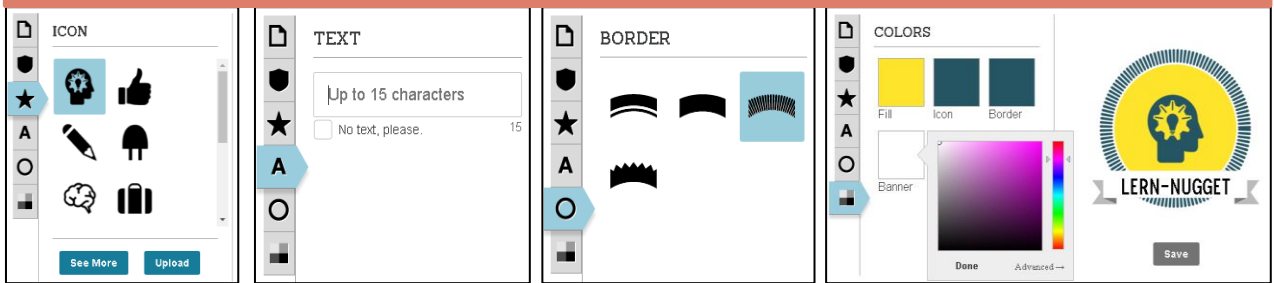 ICON
See More
Upload
TEXT
Up to 15 characters
No text, please.
15
A
BORDER
A
COLORS
Fill
Icon
Border
Banner
Done
Advanced →
LERN-NUGGET
Save
A
A